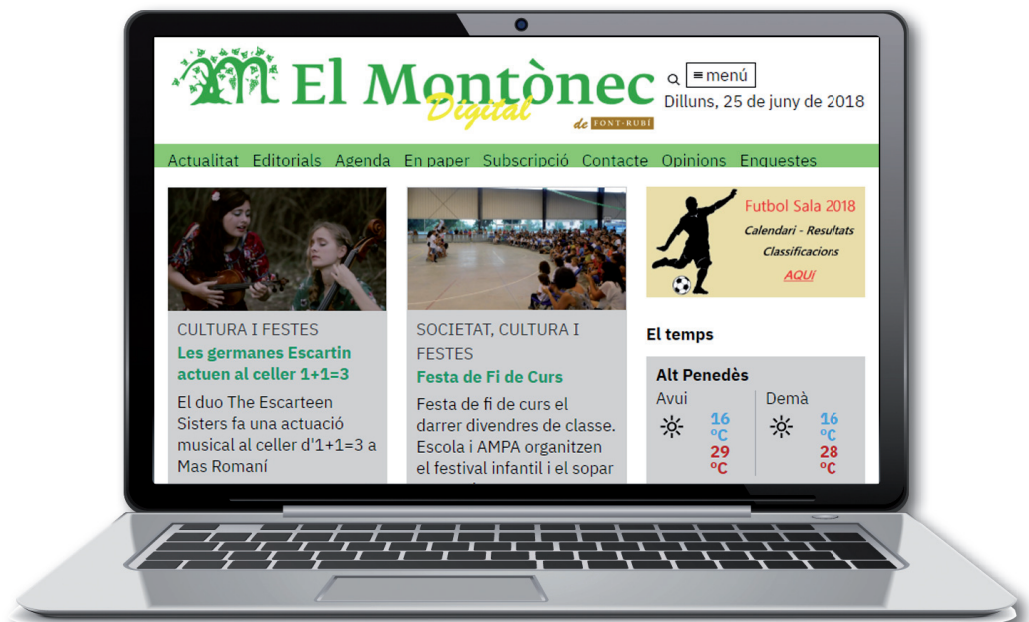 El Montònec
Digital
de FONT-RUBÍ
≡ menú
Dilluns, 25 de juny de 2018
Actualitat Editorials Agenda En paper Subscripció Contacte Opinions Enquestes
CULTURA I FESTES
Les germanes Escartin
actuen al celler 1+1=3
El duo The Escarteen
Sisters fa una actuació
musical al celler d'1+1=3 a
Mas Romaní
SOCIETAT, CULTURA I
FESTES
Festa de Fi de Curs
Festa de fi de curs el
darrer divendres de classe.
Escola i AMPA organitzen
el festival infantil i el sopar
Futbol Sala 2018
Calendari - Resultats
Classificacions
AQUÍ
El temps
Alt Penedès
Avui
16
ºC
29
ºC
Demà
16
ºC
28
ºC